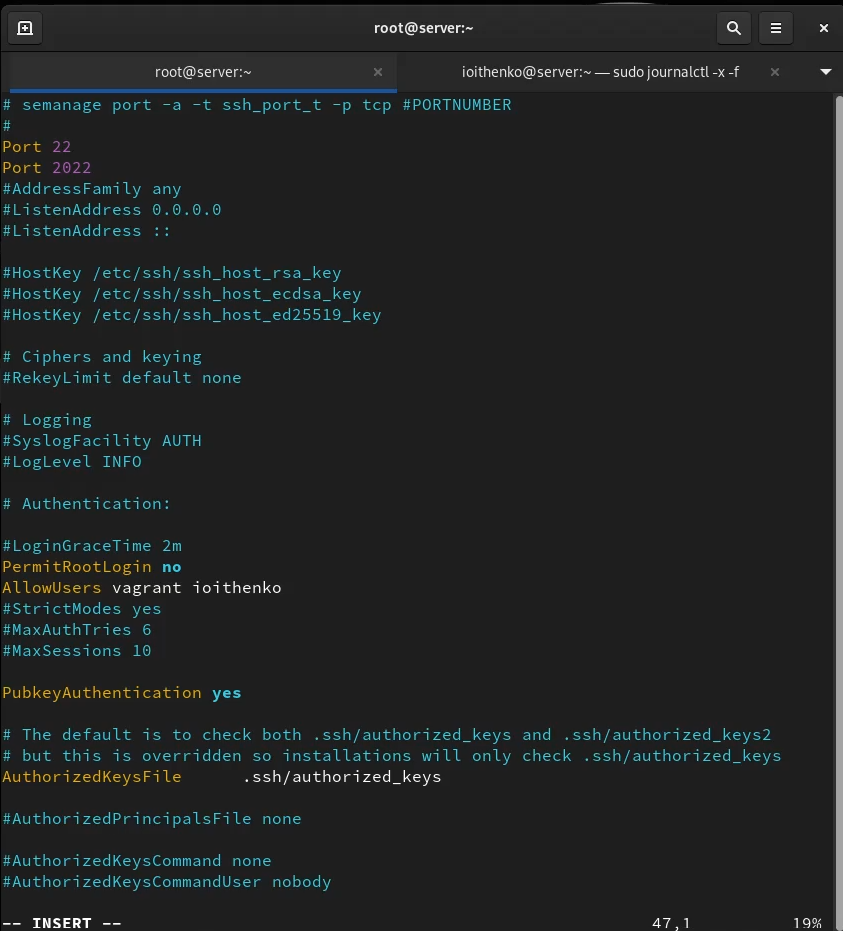 root@server:~
root@server:~
ioithenko@server:~ — sudo journalctl -x -f
# semanage port -a -t ssh_port_t -p tcp #PORTNUMBER
#
Port 22
Port 2022
#AddressFamily any
#ListenAddress 0.0.0.0
#ListenAddress ::
#HostKey /etc/ssh/ssh_host_rsa_key
#HostKey /etc/ssh/ssh_host_ecdsa_key
#HostKey /etc/ssh/ssh_host_ed25519_key
# Ciphers and keying
#RekeyLimit default none
# Logging
#SyslogFacility AUTH
#LogLevel INFO
# Authentication:
#LoginGraceTime 2m
PermitRootLogin no
AllowUsers vagrant ioithenko
#StrictModes yes
#MaxAuthTries 6
#MaxSessions 10
PubkeyAuthentication yes
# The default is to check both .ssh/authorized_keys and .ssh/authorized_keys2
# but this is overridden so installations will only check .ssh/authorized_keys
AuthorizedKeysFile      .ssh/authorized_keys
#AuthorizedPrincipalsFile none
#AuthorizedKeysCommand none
#AuthorizedKeysCommandUser nobody
-- INSERT -- 47,1 19%